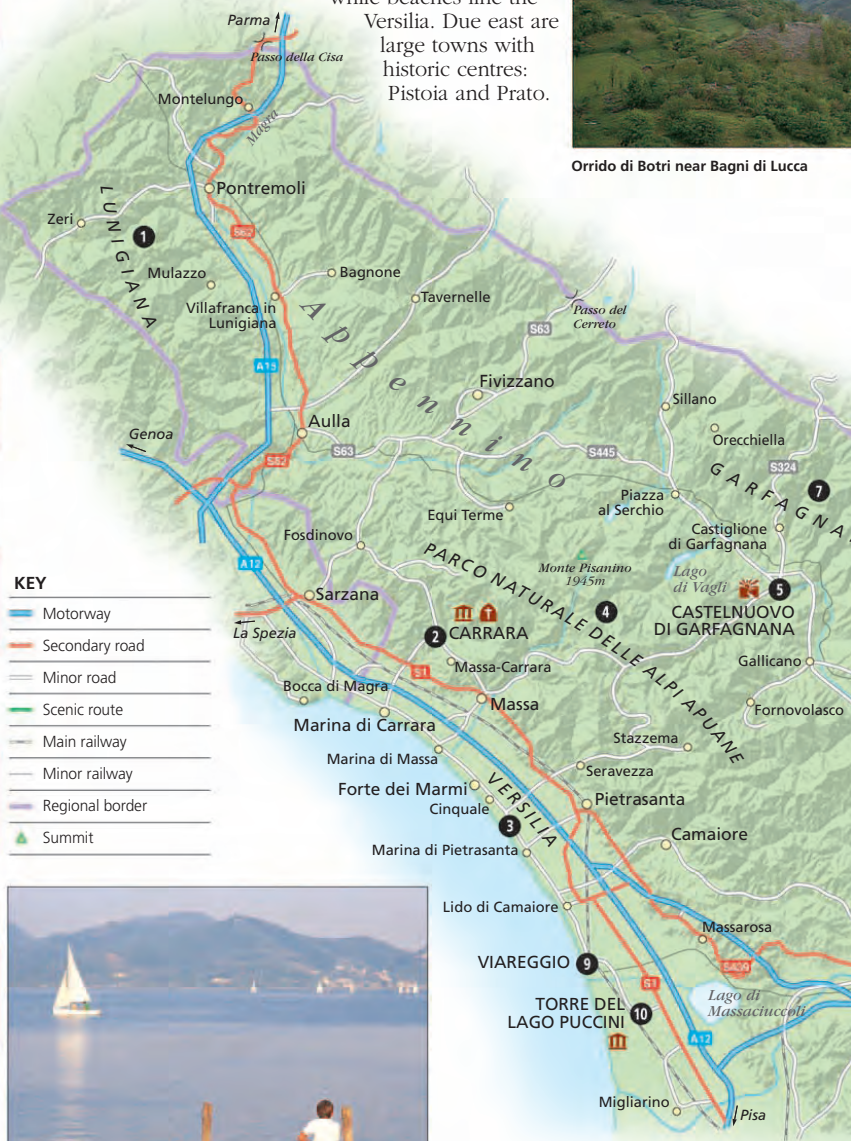 while beaches line the
Versilia. Due east are
large towns with
historic centres:
Pistoia and Prato.
Orrido di Botri near Bagni di Lucca
Parma
Passo della Cisa
Montelungo
Magra
Pontremoli
LUNIGIANA
Zeri
1
S62
Mulazzo
Bagnone
Villafranca in
Lunigiana
Tavernelle
Appennino
Passo del
Cerreto
S63
A15
Fivizzano
Sillano
Genoa
Aulla
Orecchiella
S63
S445
S324
S62
GARFAGNA
7
Piazza
al Serchio
Equi Terme
Castiglione
di Garfagnana
Fosdinovo
PARCO NATURALE DELLE ALPI APUANE
Monte Pisanino
1945m
Lago
di Vagli
A12
4
5
CASTELNUOVO
DI GARFAGNANA
KEY
Motorway
Secondary road
Minor road
Scenic route
Main railway
Minor railway
Regional border
Summit
Sarzana
La Spezia
2
CARRARA
Massa-Carrara
S1
Gallicano
Bocca di Magra
Massa
Fornovolasco
Marina di Carrara
Stazzema
Marina di Massa
Seravezza
Forte dei Marmi
VERSILIA
Cinquale
Pietrasanta
3
Camaiore
Marina di Pietrasanta
Lido di Camaiore
Massarosa
VIAREGGIO
9
S439
S1
TORRE DEL
LAGO PUCCINI
10
Lago di
Massaciuccoli
A12
Migliarino
Pisa